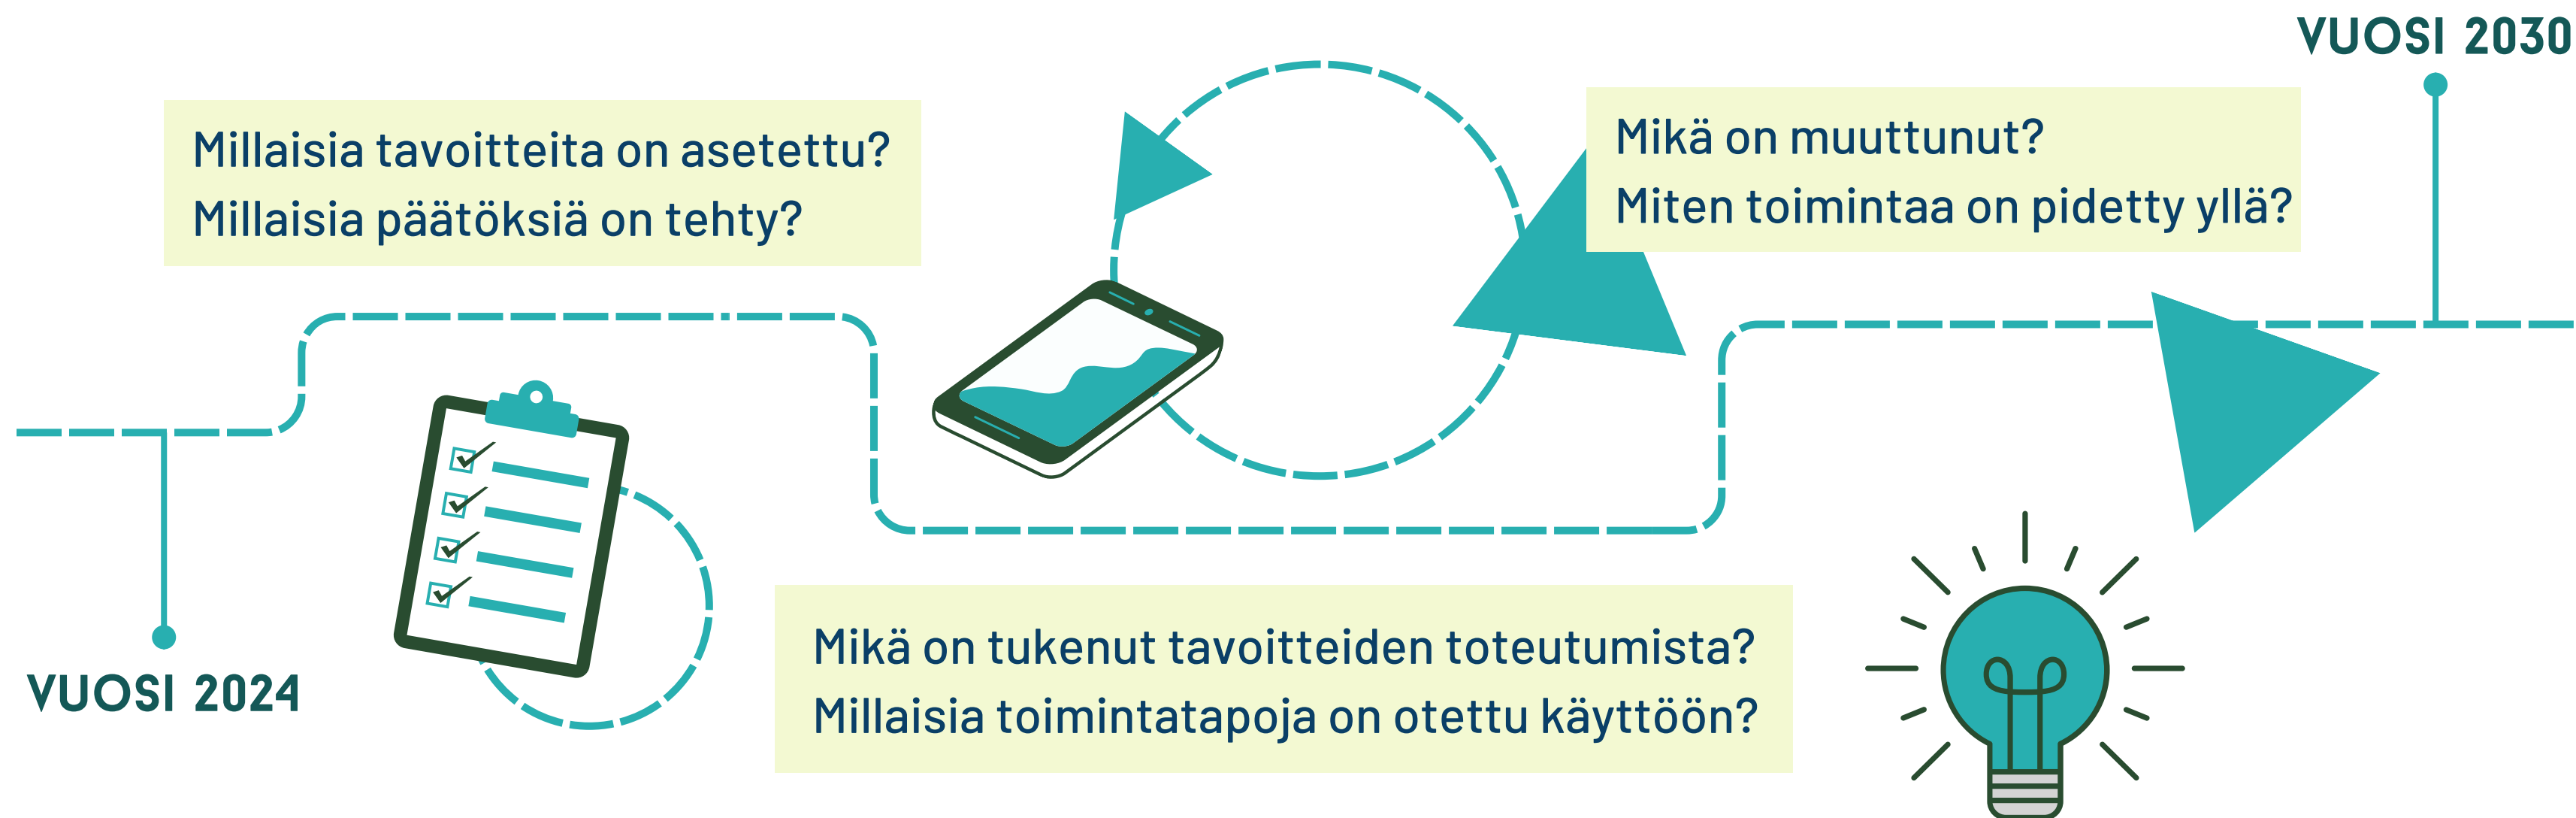 VUOSI 2024
Millaisia tavoitteita on asetettu?
Millaisia päätöksiä on tehty?
Mikä on tukenut tavoitteiden toteutumista?
Millaisia toimintatapoja on otettu käyttöön?
Mikä on muuttunut?
Miten toimintaa on pidetty yllä?
VUOSI 2030